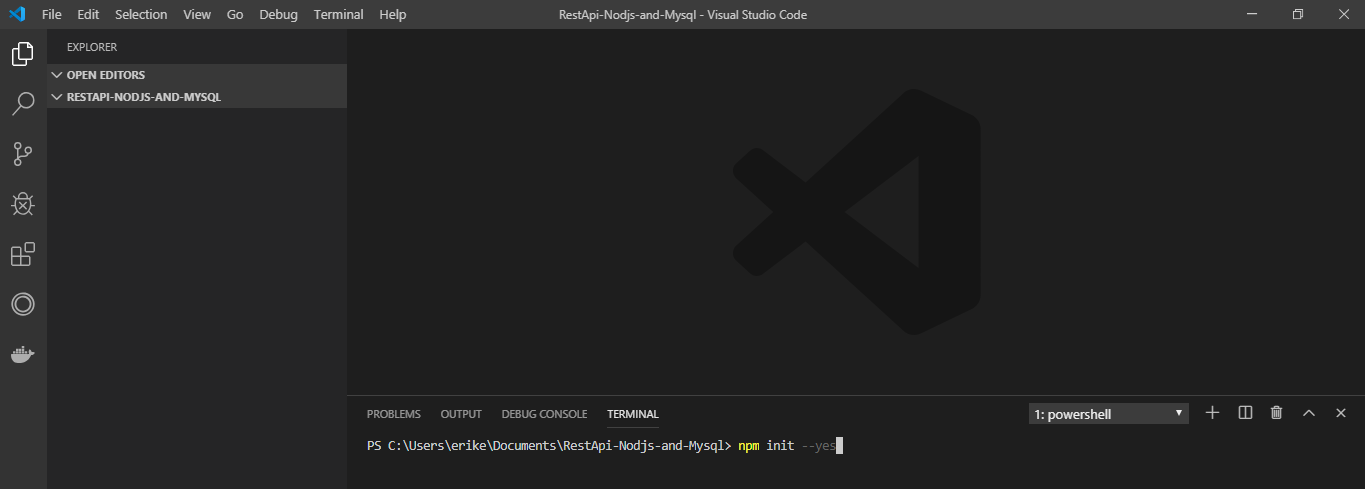 File Edit Selection View Go Debug Terminal Help RestApi-Nodjs-and-Mysql - Visual Studio Code
EXPLORER
OPEN EDITORS
RESTAPI-NODJS-AND-MYSQL
PROBLEMS OUTPUT DEBUG CONSOLE TERMINAL 1: powershell
PS C:\Users\erike\Documents\RestApi-Nodjs-and-Mysql> npm init --yes